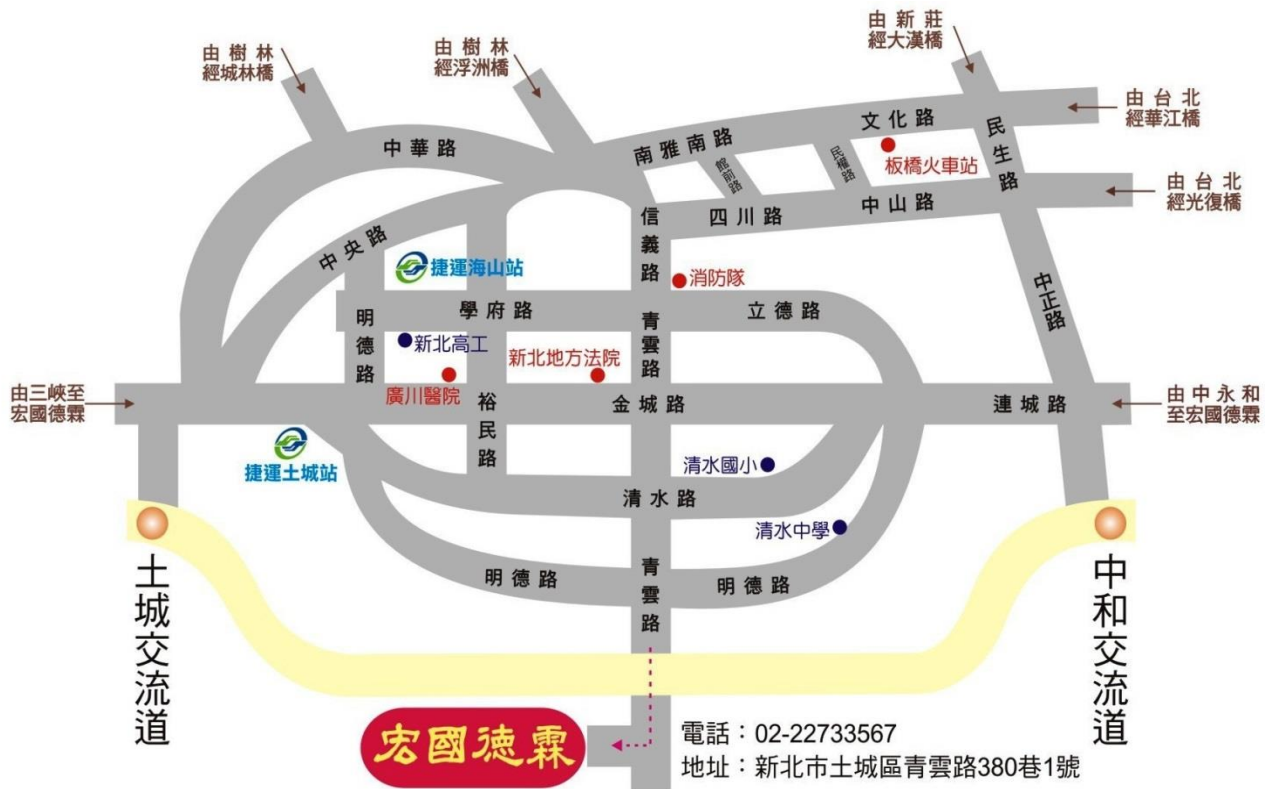 由樹林
經城林橋
由樹林
經浮洲橋
由新莊
經大漢橋
由台北
經華江橋
由台北
經光復橋
中華路
南雅南路
文化路
民生路
館前路
民權路
板橋火車站
四川路
中山路
中央路
信義路
捷運海山站
消防隊
中正路
學府路
立德路
明德路
青雲路
新北高工
新北地方法院
廣川醫院
由三峽至
宏國德霖
裕民路
金城路
連城路
由中永和
至宏國德霖
捷運土城站
清水國小
清水路
清水中學
明德路
青雲路
明德路
土城交流道
中和交流道
宏國德霖
電話：02-22733567
地址：新北市土城區青雲路380巷1號